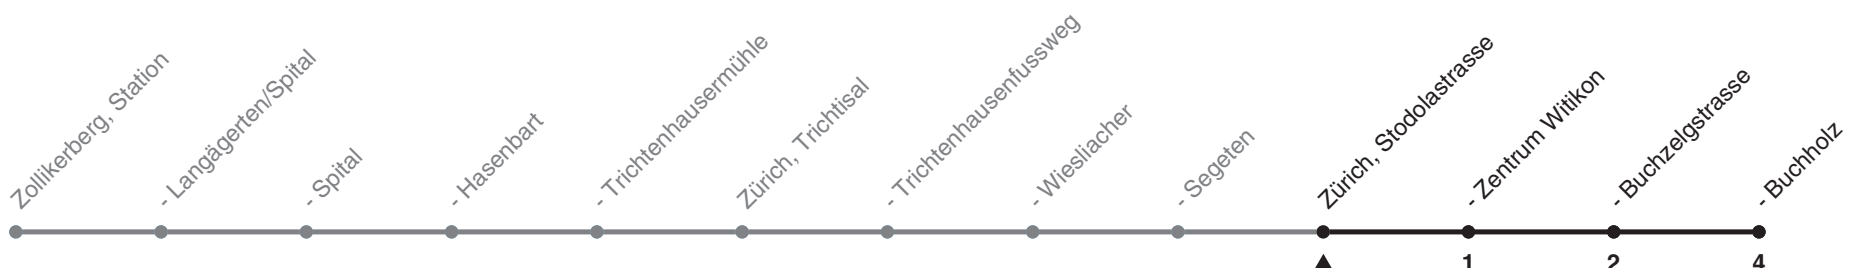 Zollikerberg, Station
- Langägerten/Spital
- Spital
- Hasenbart
- Trichtenhausermühle
Zürich, Trichtisal
- Trichtenhausenfussweg
- Wiesliacher
- Segeten
Zürich, Stodolastrasse
- Zentrum Witikon
- Buchzelgstrasse
- Buchholz
1 2 4